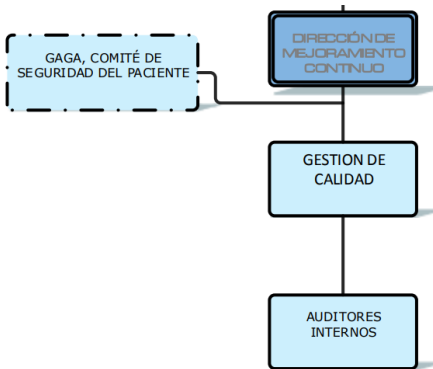 DIRECCIÓN DE
MEJORAMIENTO
CONTINUO
GAGA, COMITÉ DE
SEGURIDAD DEL PACIENTE
GESTION DE
CALIDAD
AUDITORES
INTERNOS